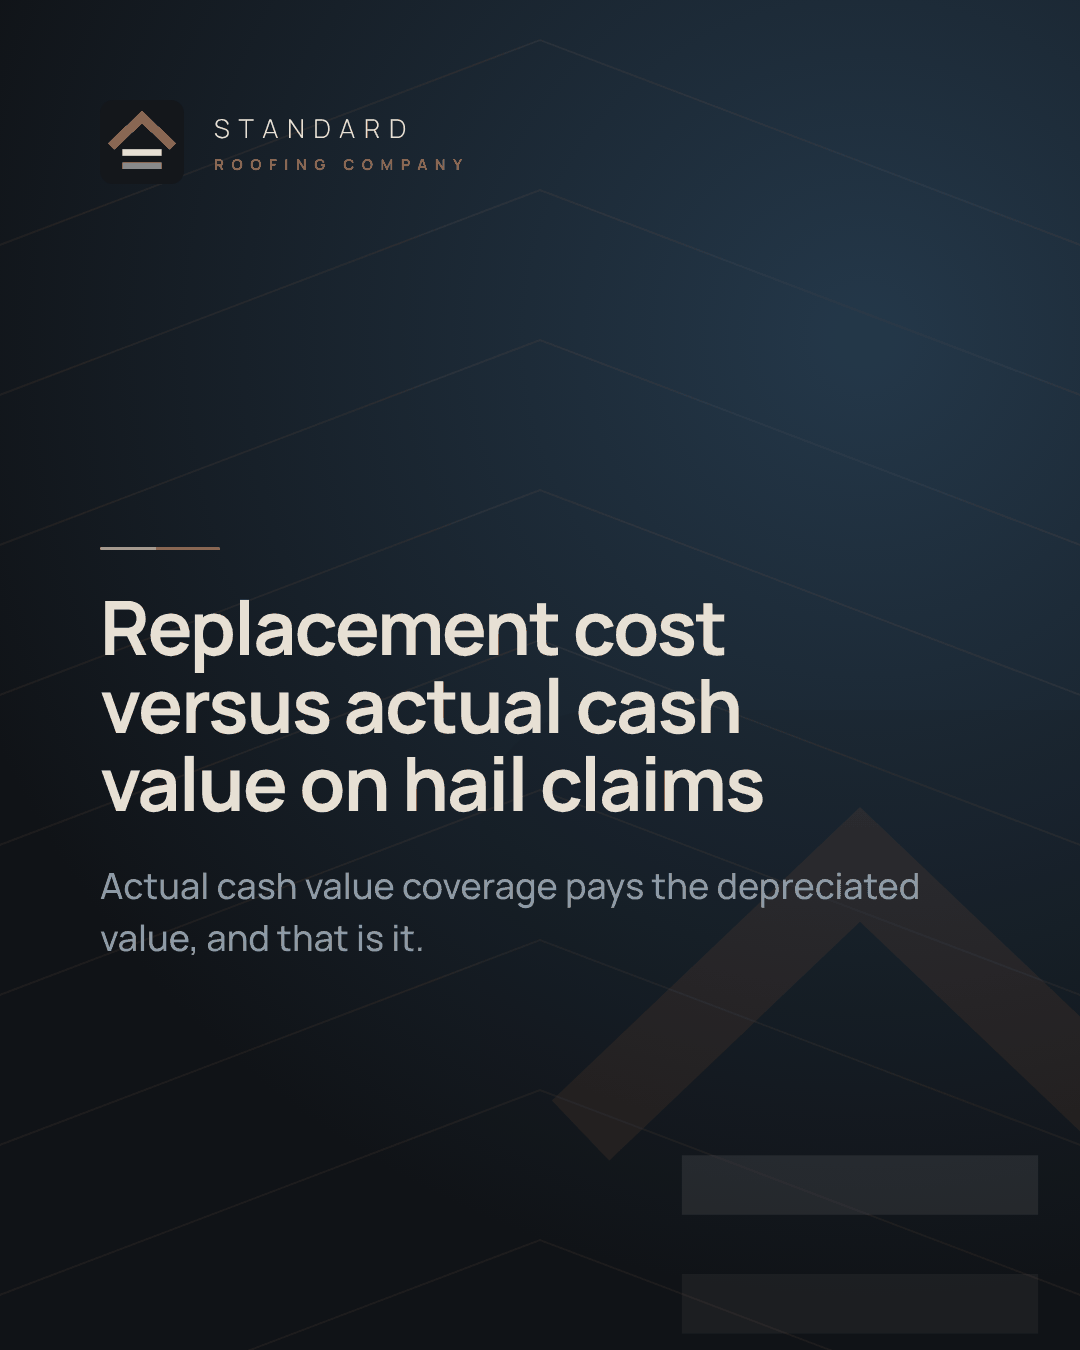 STANDARD
ROOFING COMPANY
Replacement cost
versus actual cash
value on hail claims
Actual cash value coverage pays the depreciated
value, and that is it.